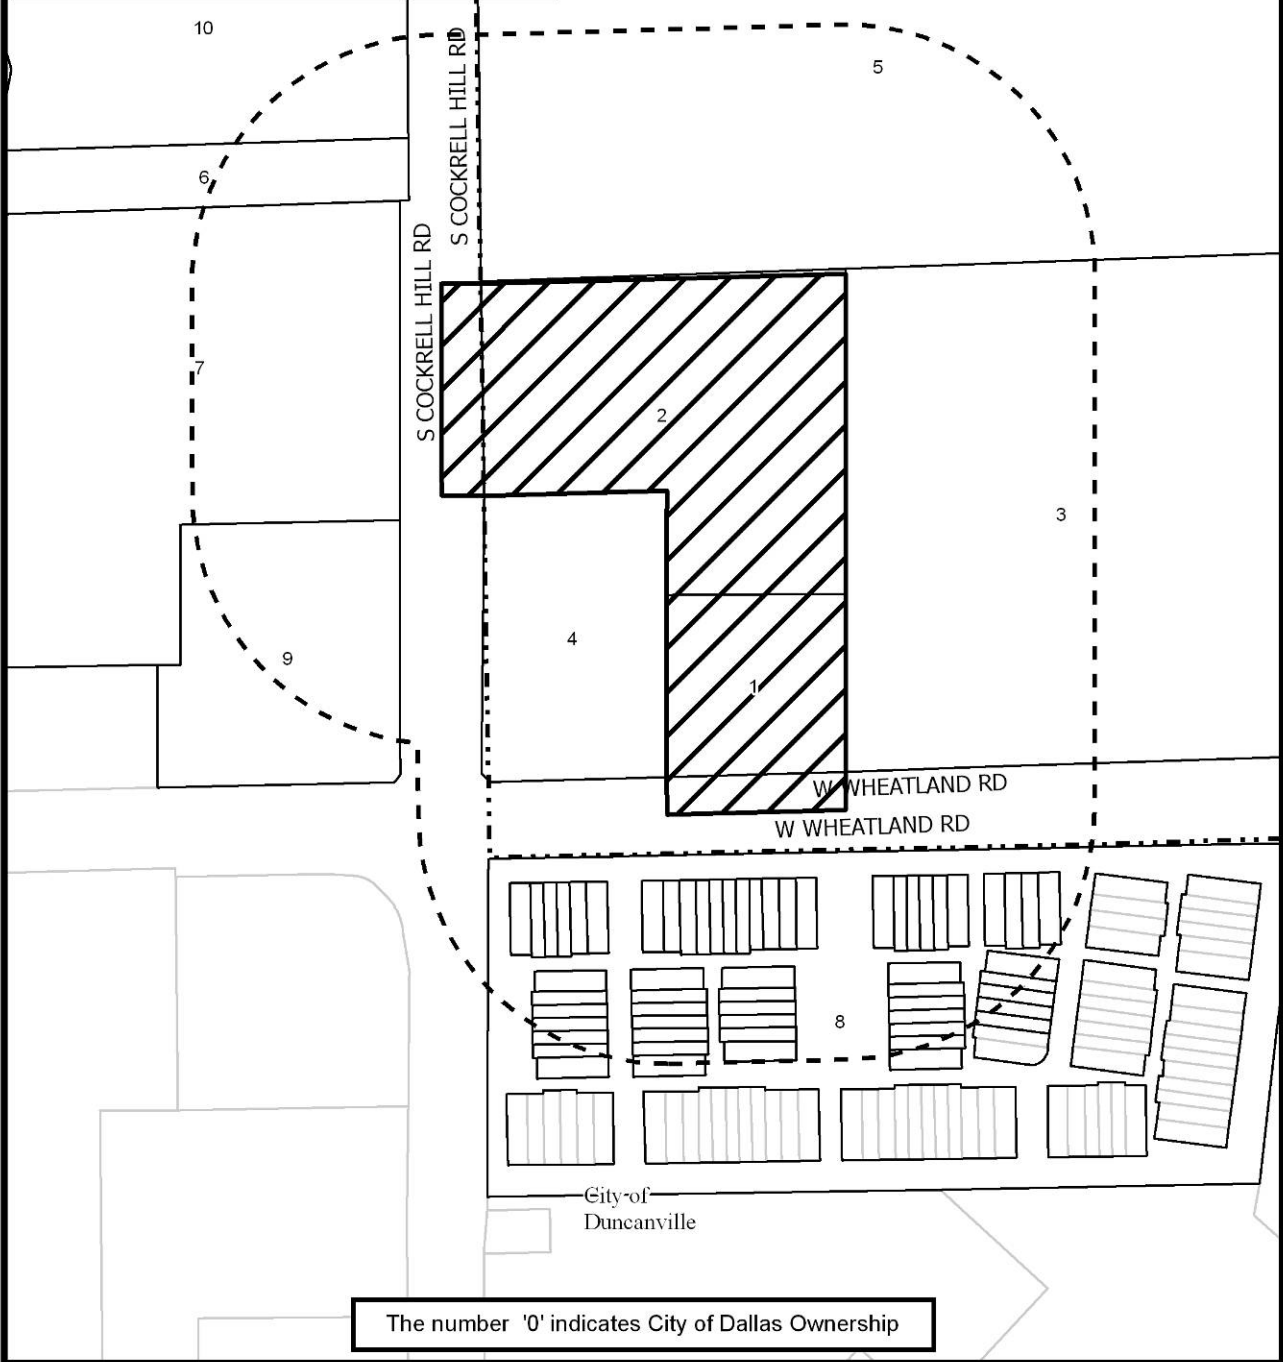 10
S COCKRELL HILL RD
5
6
S COCKRELL HILL RD
7
2
3
4
9
1
W WHEATLAND RD
W WHEATLAND RD
8
City of
Duncanville
The number '0' indicates City of Dallas Ownership